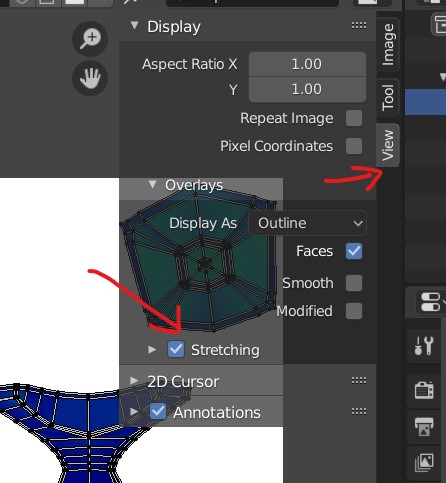 Display
Image
Aspect Ratio X 1.00
Y 1.00
Tool
Repeat Image
Pixel Coordinates
View
Overlays
Display As Outline
Faces
Smooth
Modified
Stretching
2D Cursor
Annotations